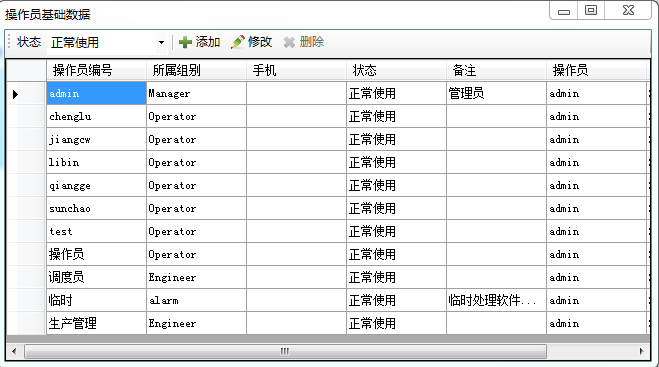 操作员基础数据
状态 正常使用 添加 修改 删除
操作员编号 所属组别 手机 状态 备注 操作员
admin Manager 正常使用 管理员 admin
chenglu Operator 正常使用 admin
jiangcw Operator 正常使用 admin
libin Operator 正常使用 admin
qiangge Operator 正常使用 admin
sunchao Operator 正常使用 admin
test Operator 正常使用 admin
操作员 Operator 正常使用 admin
调度员 Engineer 正常使用 admin
临时 alarm 正常使用 临时处理软件... admin
生产管理 Engineer 正常使用 admin